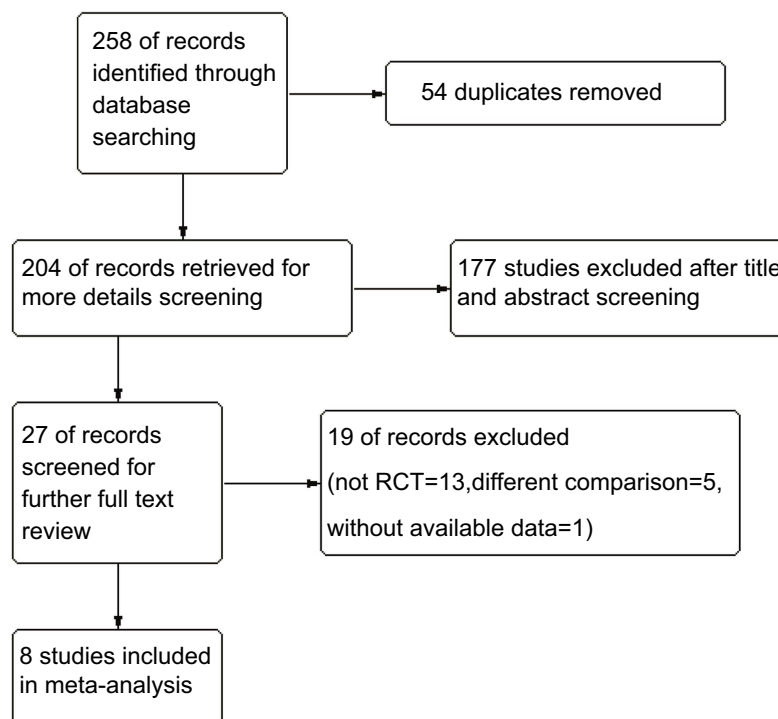 258 of records
identified through
database
searching
54 duplicates removed
204 of records retrieved for
more details screening
177 studies excluded after title
and abstract screening
27 of records
screened for
further full text
review
19 of records excluded
(not RCT=13,different comparison=5,
without available data=1)
8 studies included
in meta-analysis